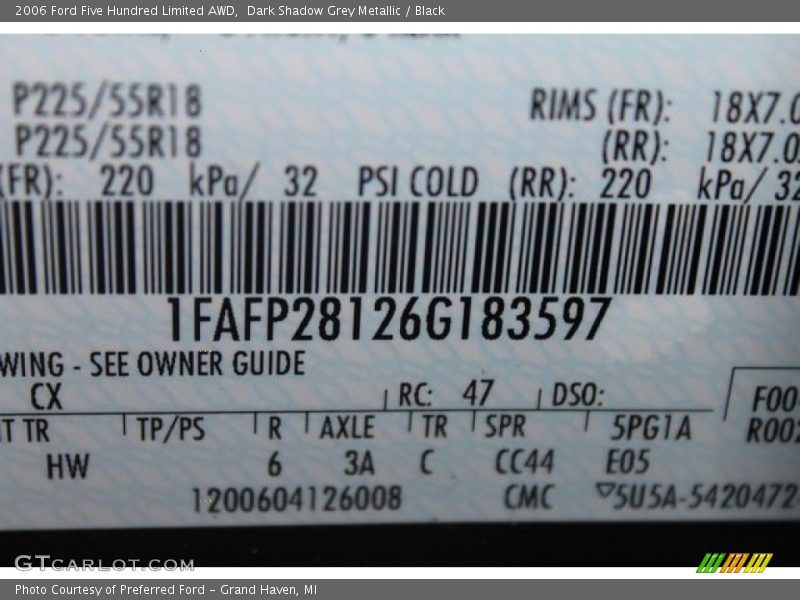 2006 Ford Five Hundred Limited AWD,  Dark Shadow Grey Metallic / Black
P225/55R18 RIMS (FR): 18X7.0
P225/55R18 (RR): 18X7.0
(FR): 220 kPa/ 32 PSI COLD (RR): 220 kPa/ 32
1FAFP28126G183597
WING - SEE OWNER GUIDE
CX RC: 47 DSO: F00
T TR TP/PS R AXLE TR SPR 5PG1A R002
HW 6 3A C CC44 E05
1200604126008 CMC ▽5U5A-5420472
GTCARLOT.COM
Photo Courtesy of Preferred Ford – Grand Haven, MI